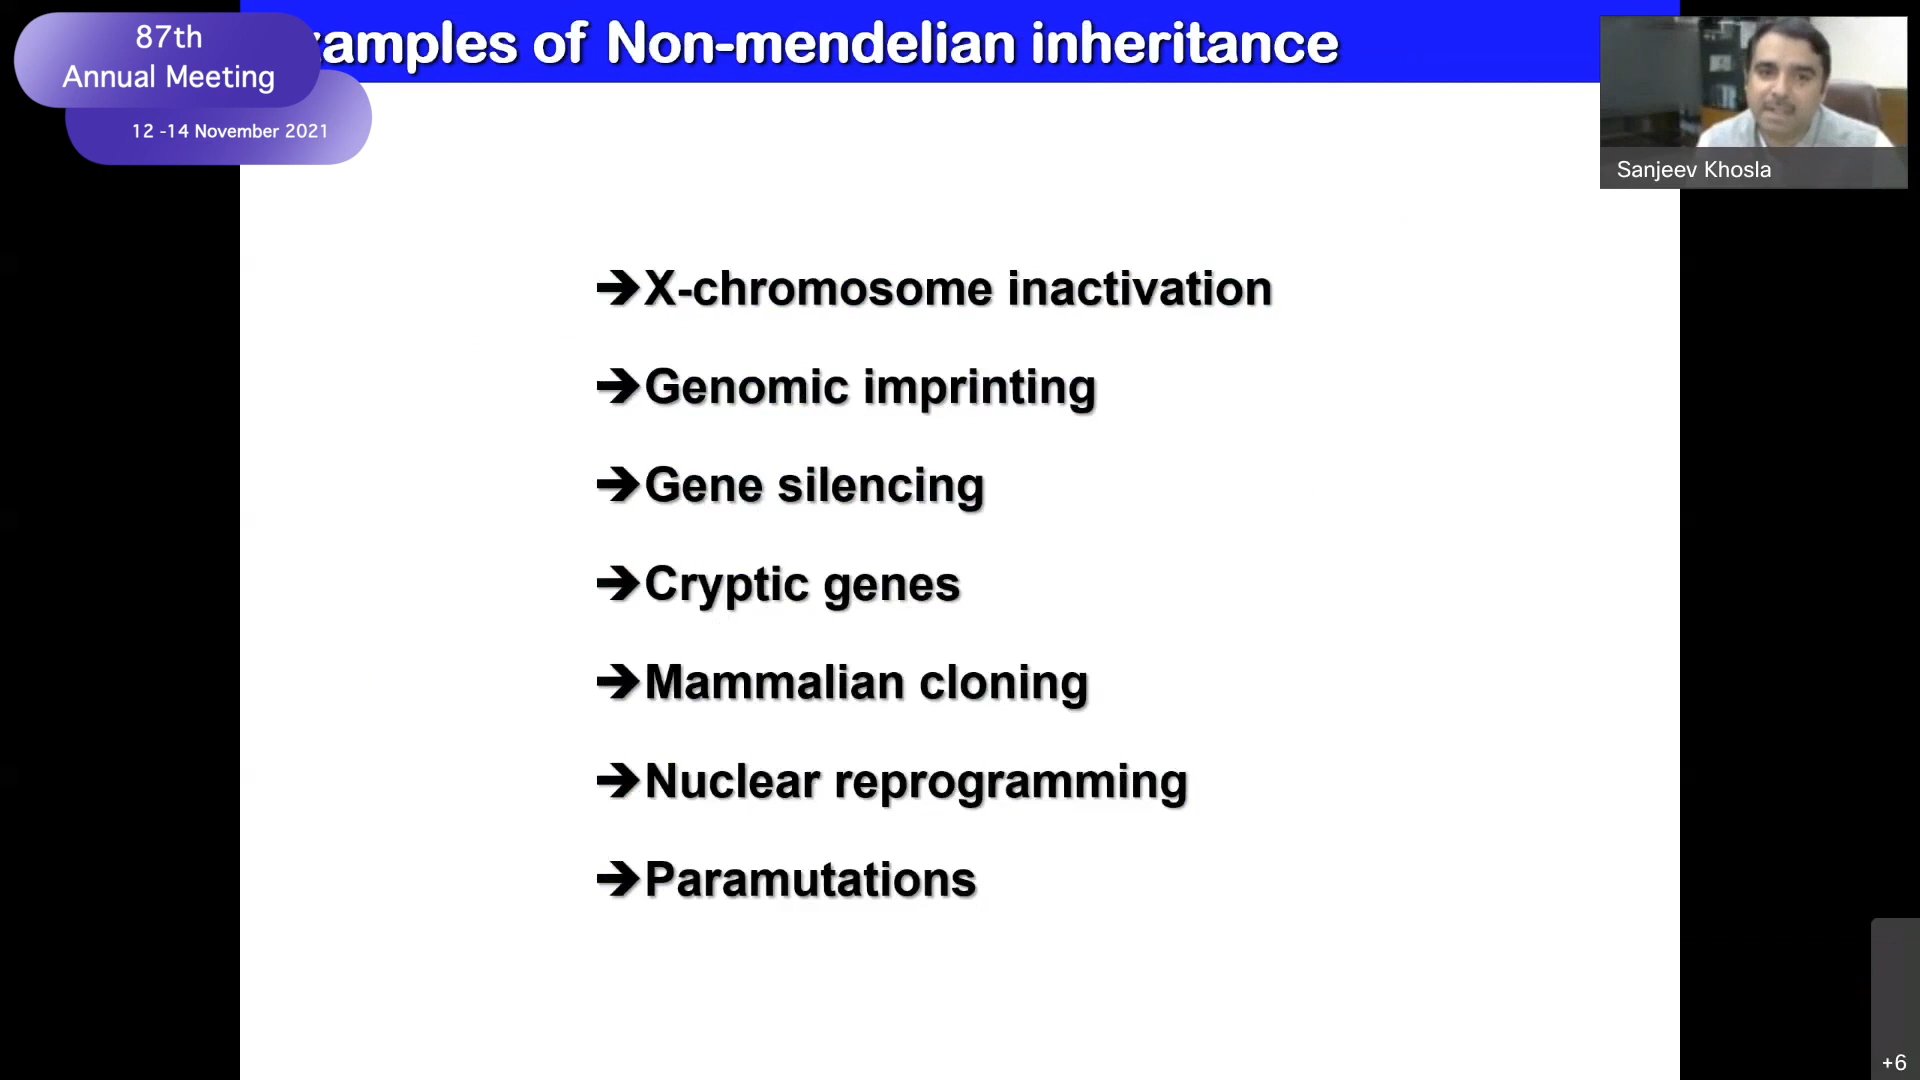 87th
Annual Meeting
12 -14 November 2021
xamples of Non-mendelian inheritance
Sanjeev Khosla
➔X-chromosome inactivation
➔Genomic imprinting
➔Gene silencing
➔Cryptic genes
➔Mammalian cloning
➔Nuclear reprogramming
➔Paramutations
+6